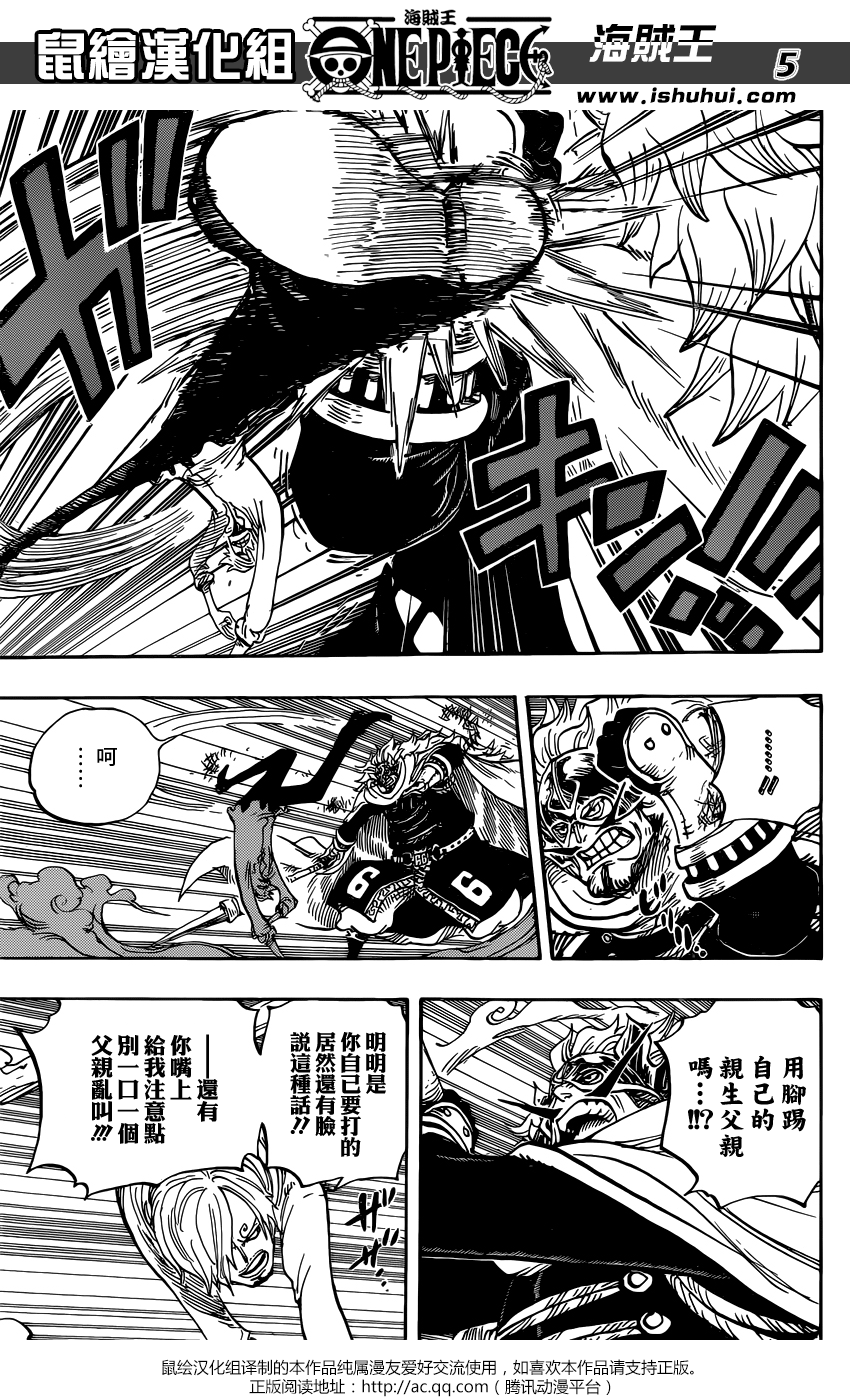 鼠繪漢化組
海賊王
ONE PIECE
海賊王
5
www.ishuhui.com
ガキン!!!
………!!
呵
……
用腳踢
自己的
親生父親
嗎…!!?
明明是
你自己要打的
居然還有臉
說這種話!!
——還有
你嘴上
給我注意點
別一口一個
父親亂叫!!!
鼠绘汉化组译制的本作品纯属漫友爱好交流使用，如喜欢本作品请支持正版。
正版阅读地址：http://ac.qq.com（腾讯动漫平台）